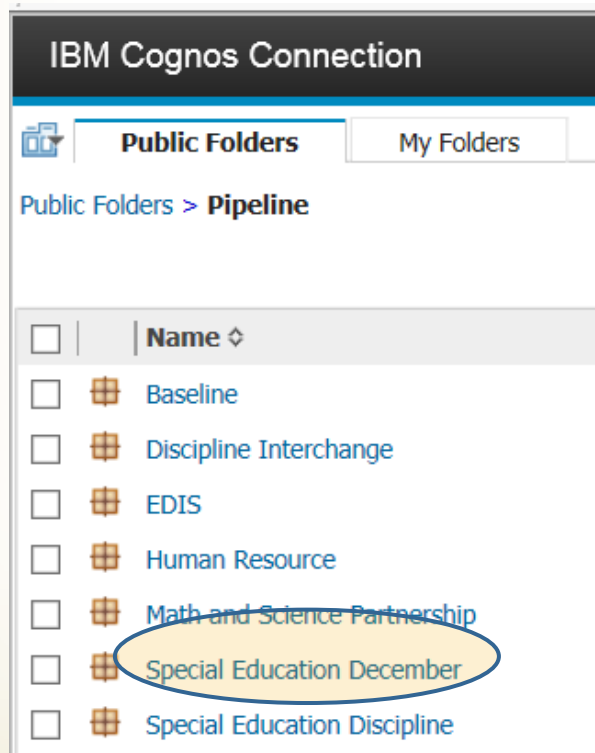 IBM Cognos Connection
Public Folders My Folders
Public Folders > Pipeline
Name
Baseline
Discipline Interchange
EDIS
Human Resource
Math and Science Partnership
Special Education December
Special Education Discipline